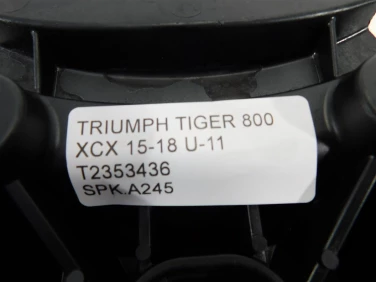 TRIUMPH TIGER 800
XCX 15-18 U-11
T2353436
SPK.A245